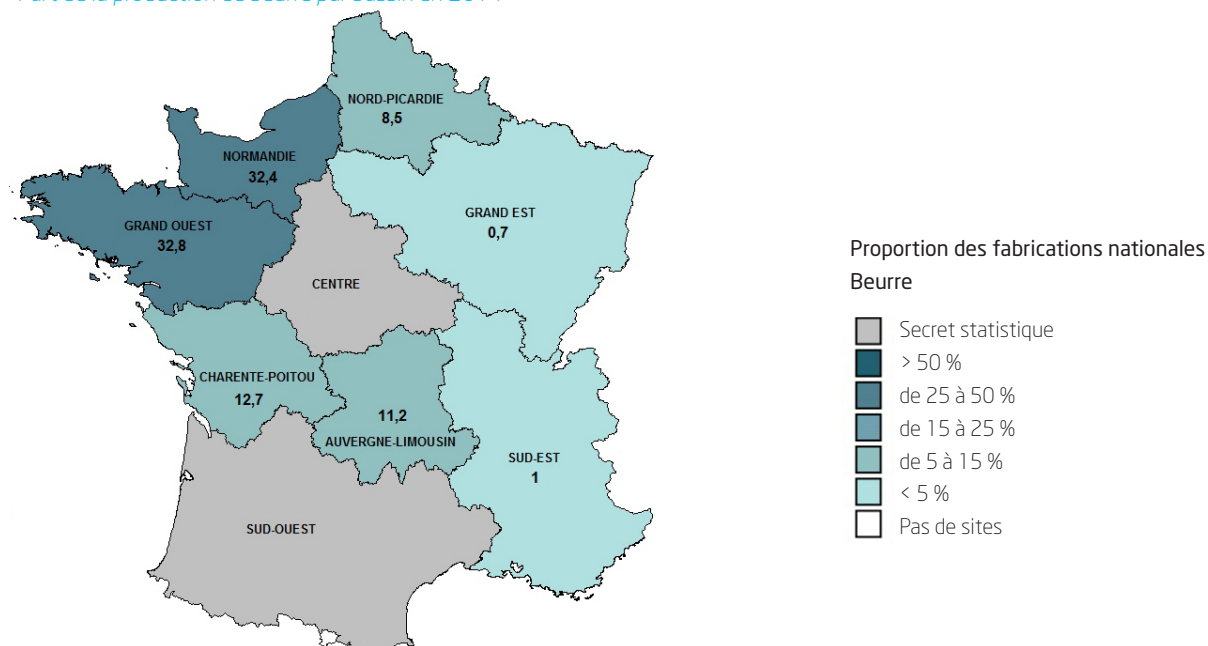 NORD-PICARDIE
8,5
NORMANDIE
32,4
GRAND OUEST
32,8
GRAND EST
0,7
CENTRE
CHARENTE-POITOU
12,7
11,2
AUVERGNE-LIMOUSIN
SUD-EST
1
SUD-OUEST
Proportion des fabrications nationales
Beurre
Secret statistique
> 50 %
de 25 à 50 %
de 15 à 25 %
de 5 à 15 %
< 5 %
Pas de sites